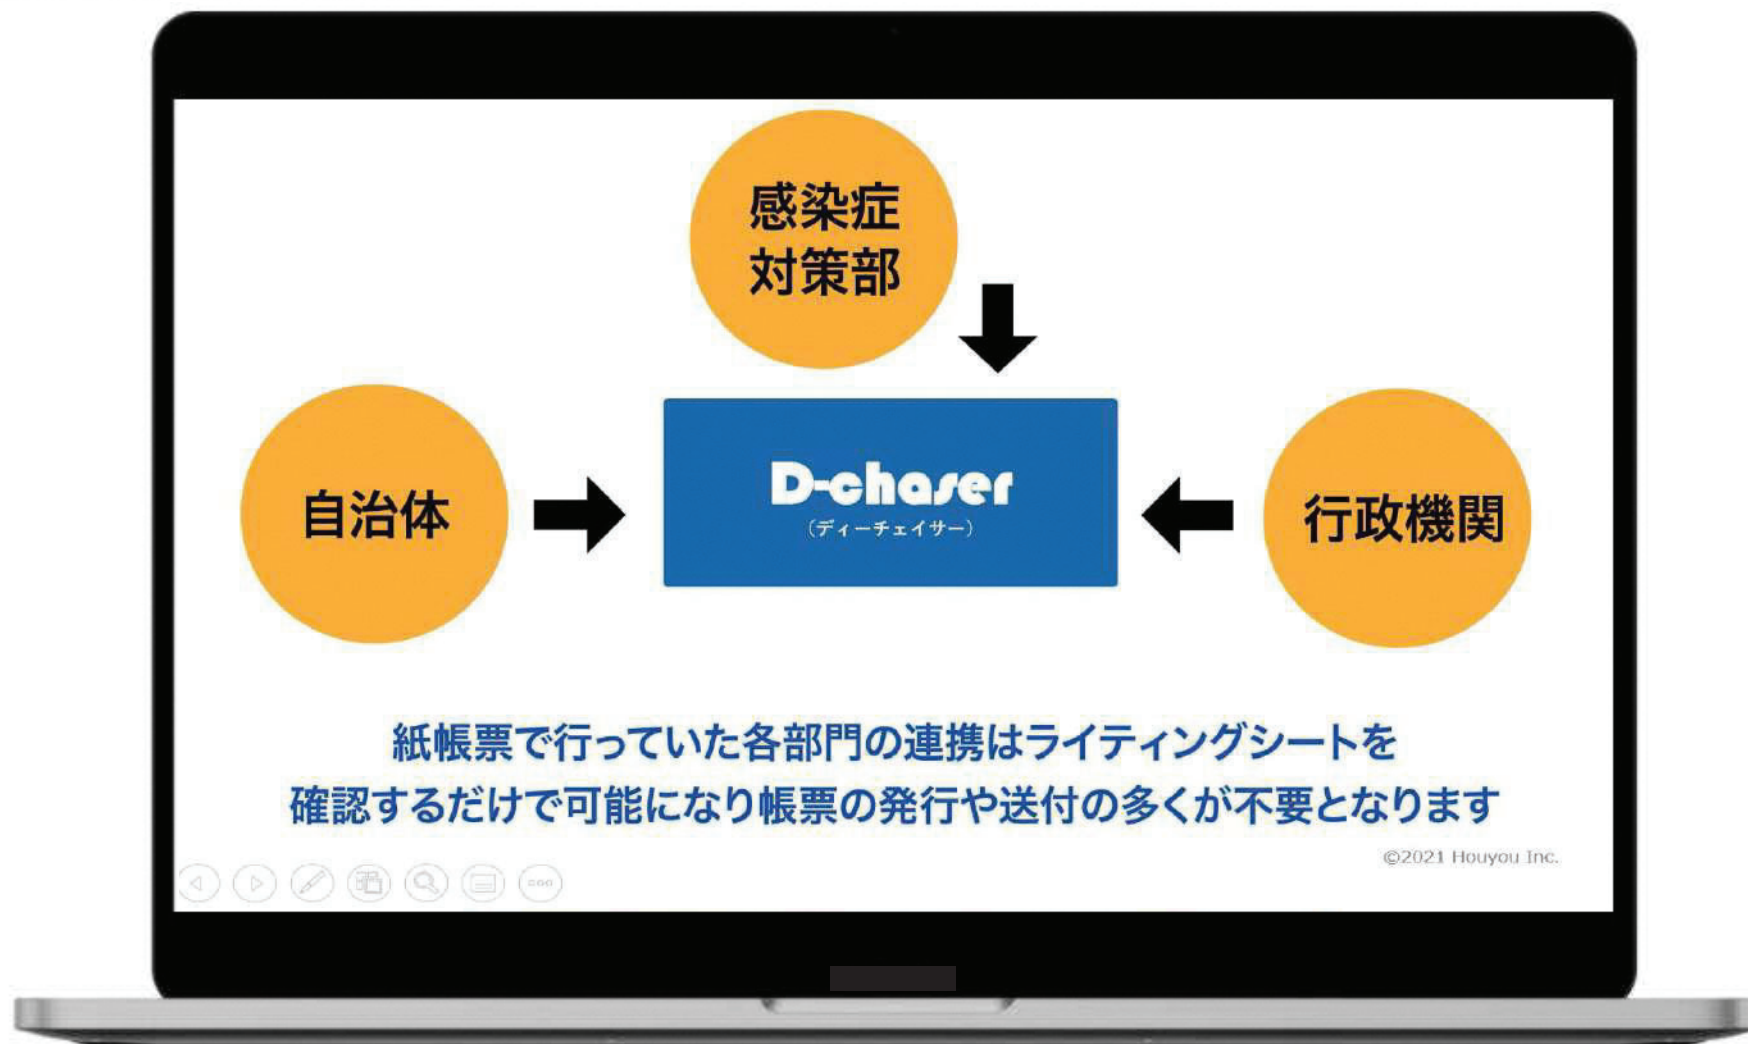 感染症
対策部
自治体
D-chaser
（ディーチェイサー）
行政機関
紙帳票で行っていた各部門の連携はライティングシートを
確認するだけで可能になり帳票の発行や送付の多くが不要となります
©2021 Houyou Inc.